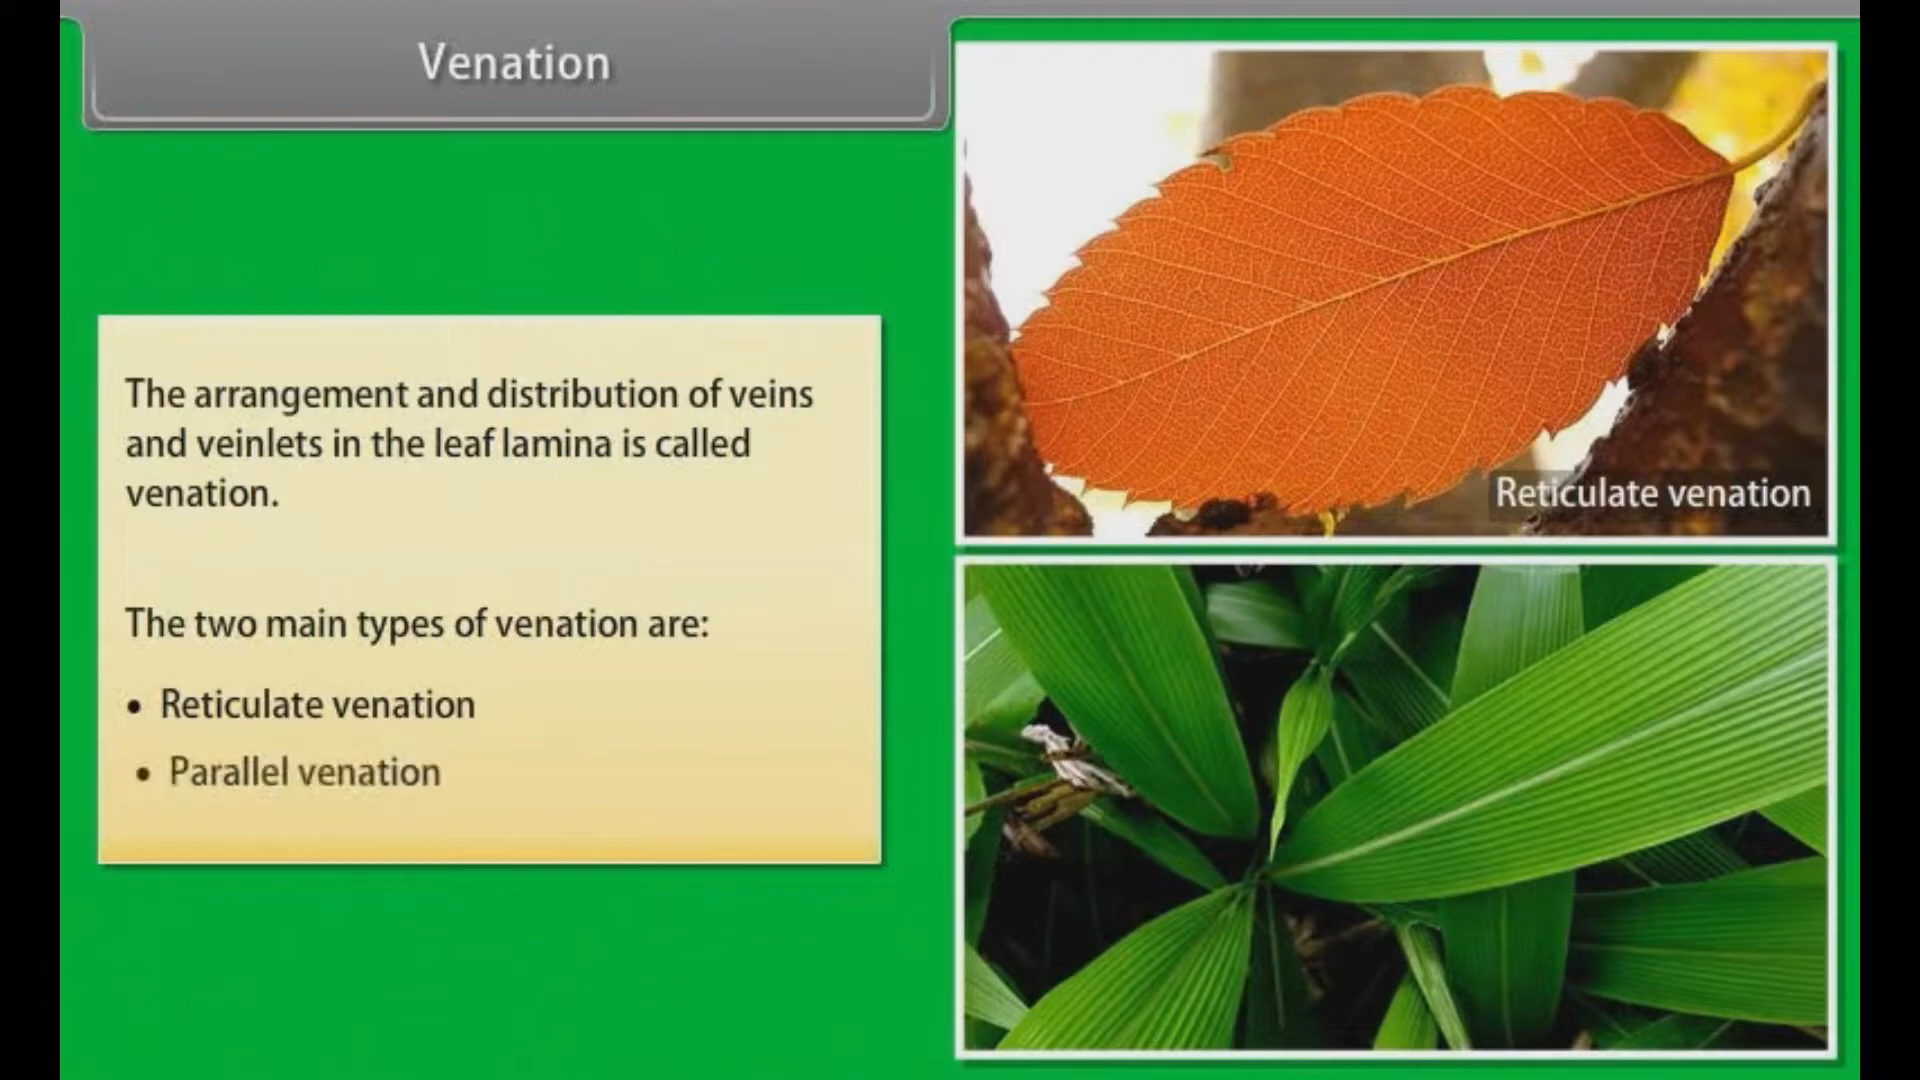 Venation
The arrangement and distribution of veins
and veinlets in the leaf lamina is called
venation.
The two main types of venation are:
• Reticulate venation
• Parallel venation
Reticulate venation